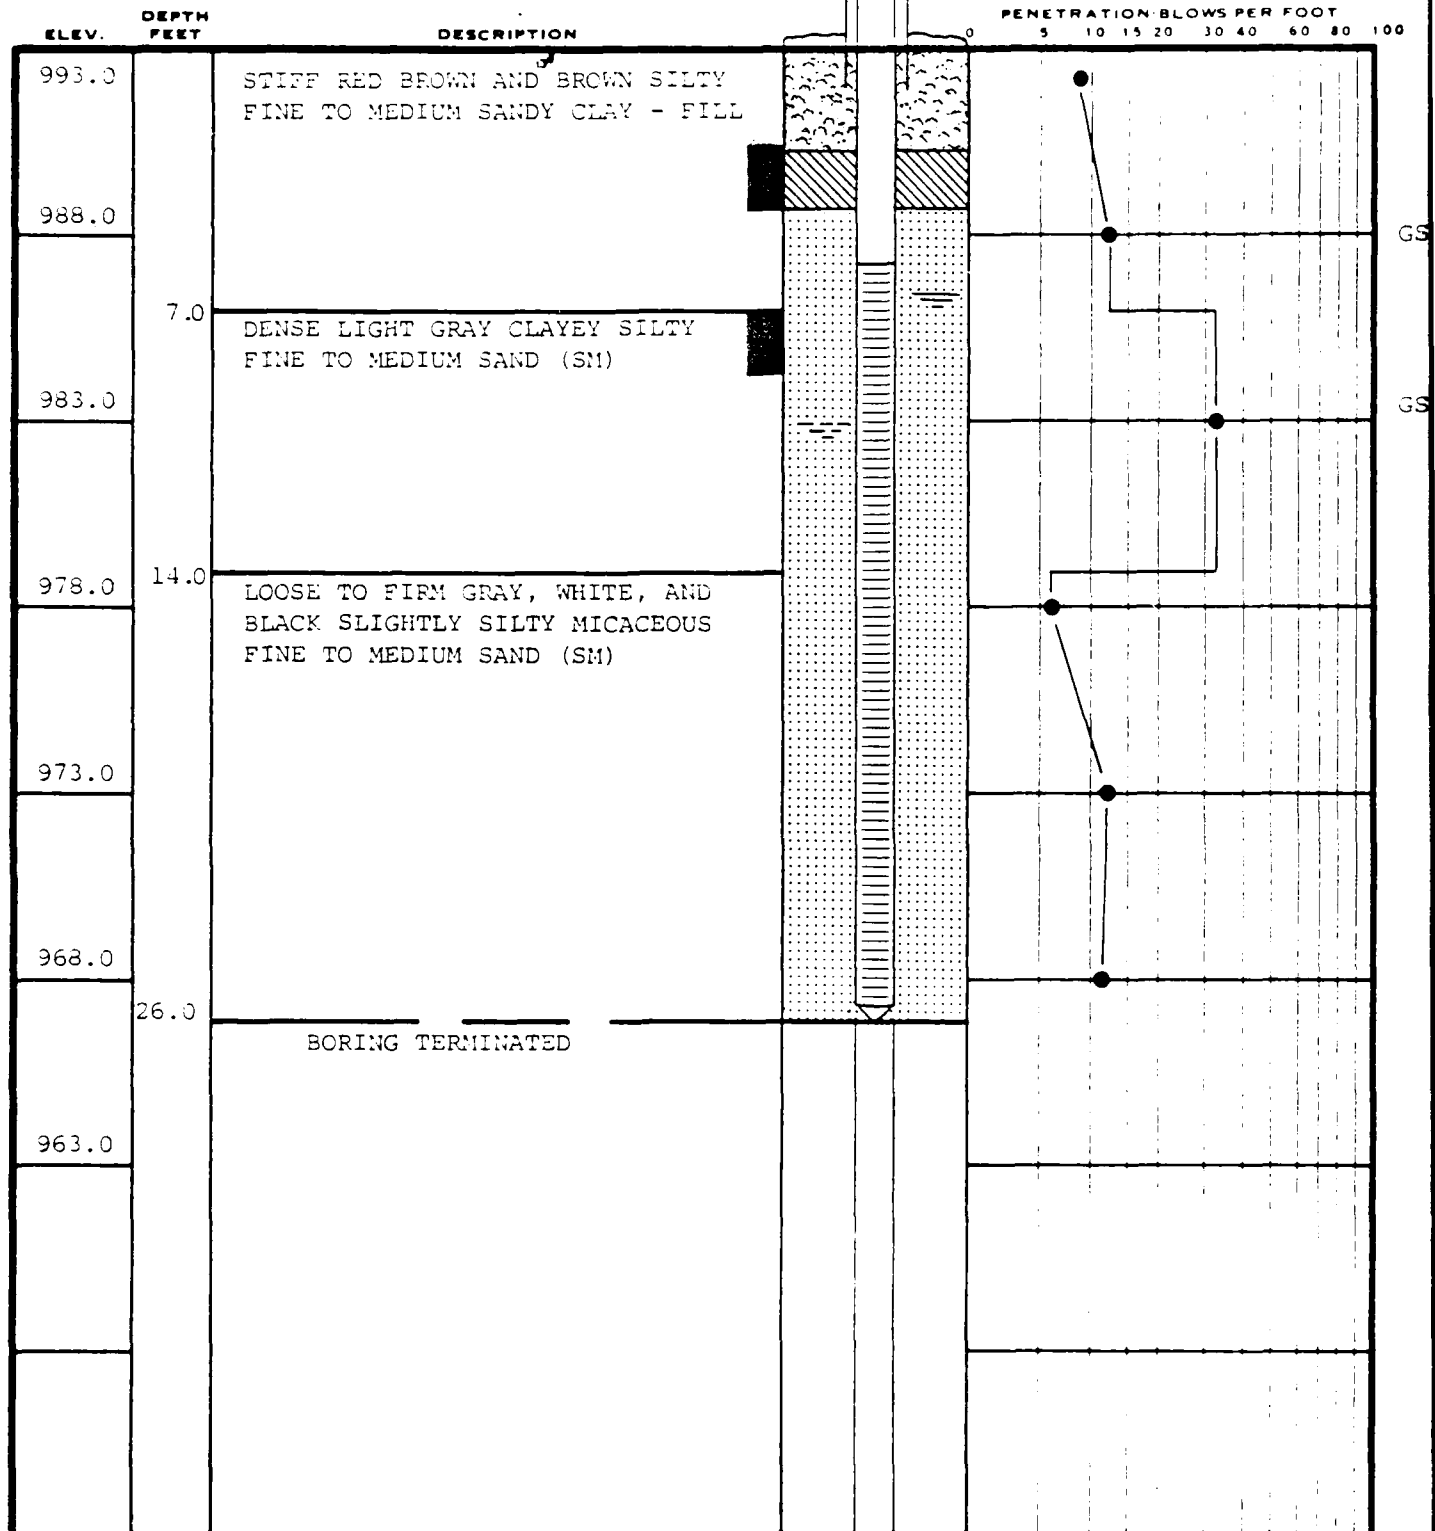 ELEV.
DEPTH
FEET
DESCRIPTION
PENETRATION-BLOWS PER FOOT
0 5 10 15 20 30 40 60 80 100
993.0
STIFF RED BROWN AND BROWN SILTY
FINE TO MEDIUM SANDY CLAY - FILL
988.0
GS
7.0
DENSE LIGHT GRAY CLAYEY SILTY
FINE TO MEDIUM SAND (SM)
983.0
GS
14.0
978.0
LOOSE TO FIRM GRAY, WHITE, AND
BLACK SLIGHTLY SILTY MICACEOUS
FINE TO MEDIUM SAND (SM)
973.0
968.0
26.0
BORING TERMINATED
963.0